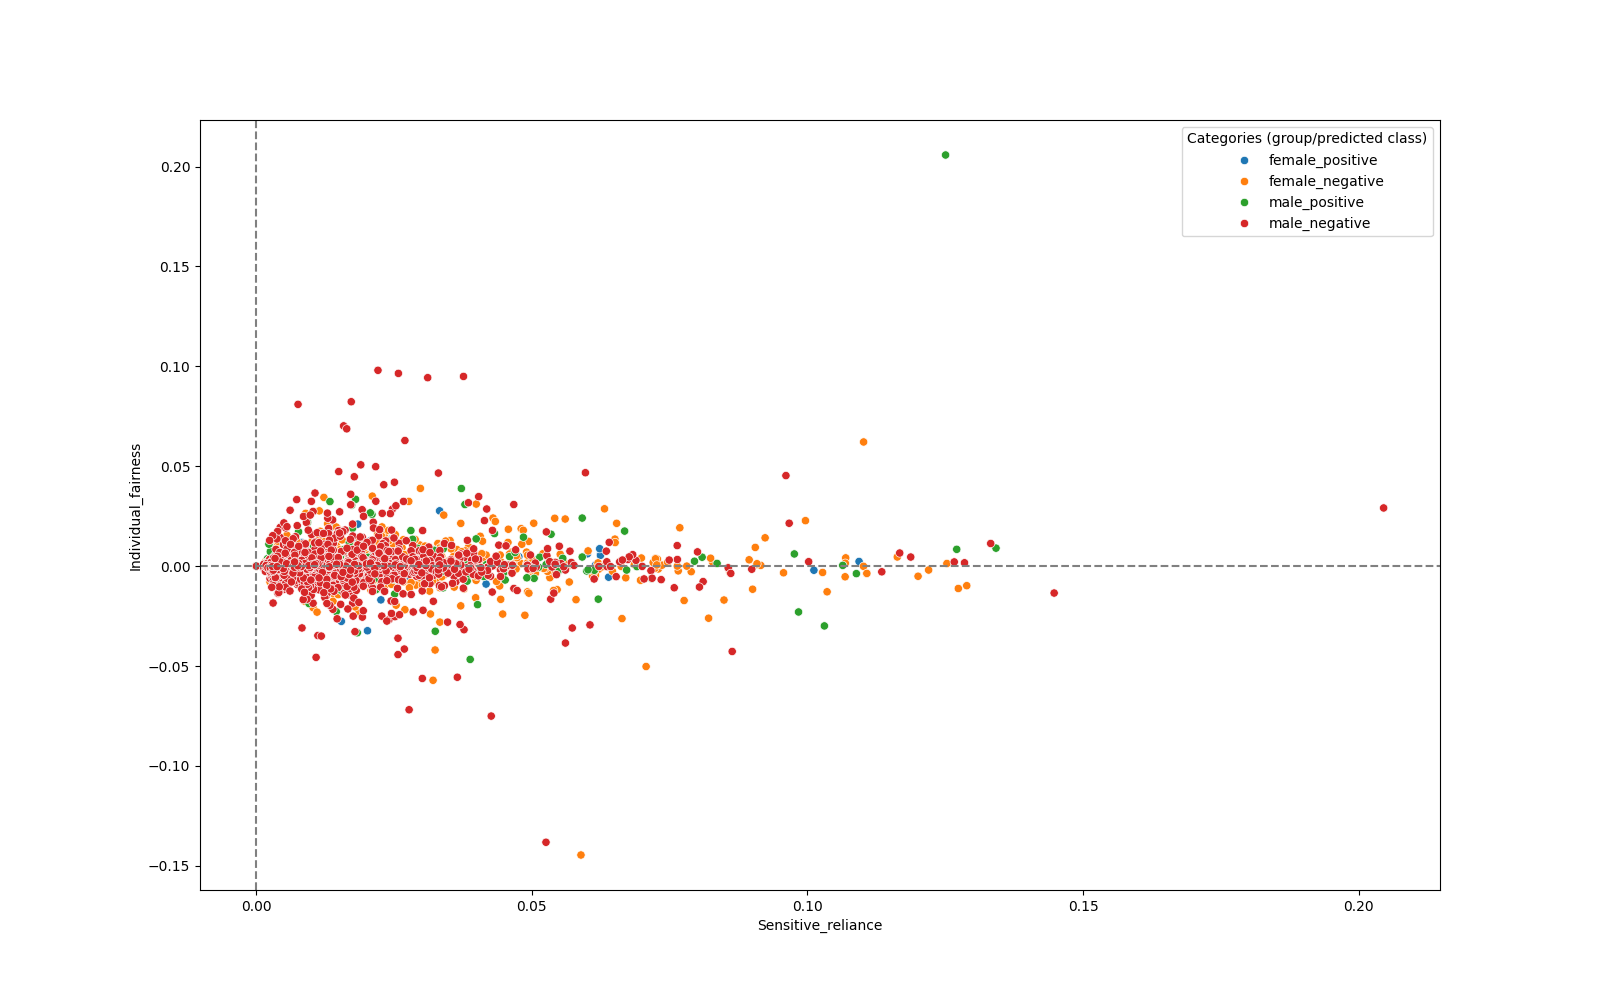 Categories (group/predicted class)
female_positive
female_negative
male_positive
male_negative
0.20
0.15
0.10
0.05
0.00
−0.05
−0.10
−0.15
Individual_fairness
0.00
0.05
0.10
0.15
0.20
Sensitive_reliance